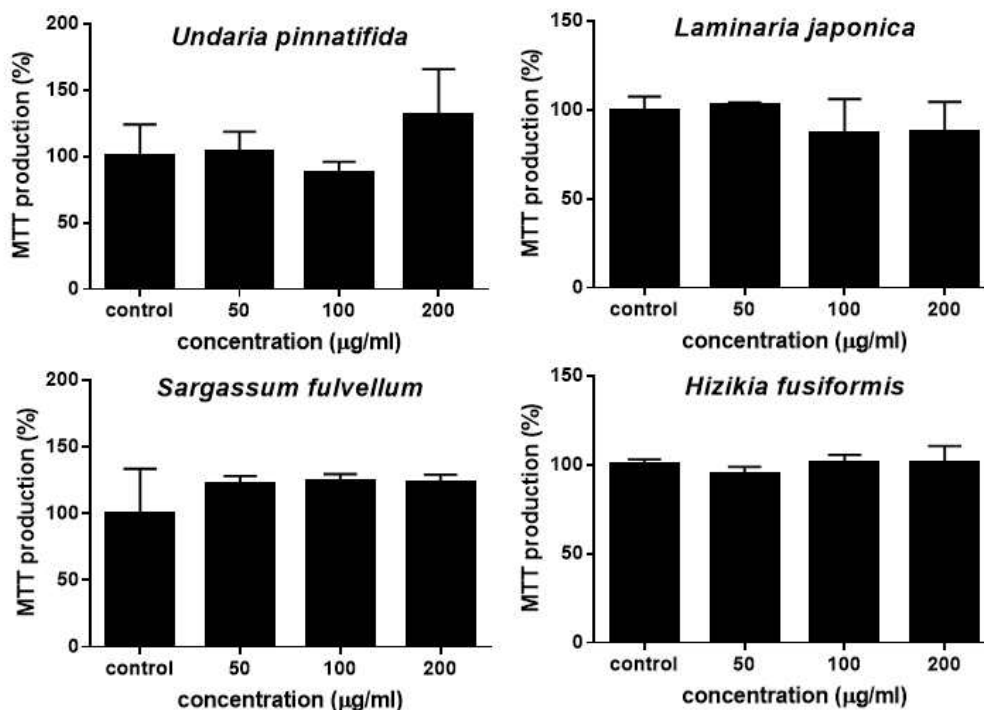 Undaria pinnatifida
MTT production (%)
200
150
100
50
0
control 50 100 200
concentration (μg/ml)
Laminaria japonica
MTT production (%)
150
100
50
0
control 50 100 200
concentration (μg/ml)
Sargassum fulvellum
MTT production (%)
200
150
100
50
0
control 50 100 200
concentration (μg/ml)
Hizikia fusiformis
MTT production (%)
150
100
50
0
control 50 100 200
concentration (μg/ml)